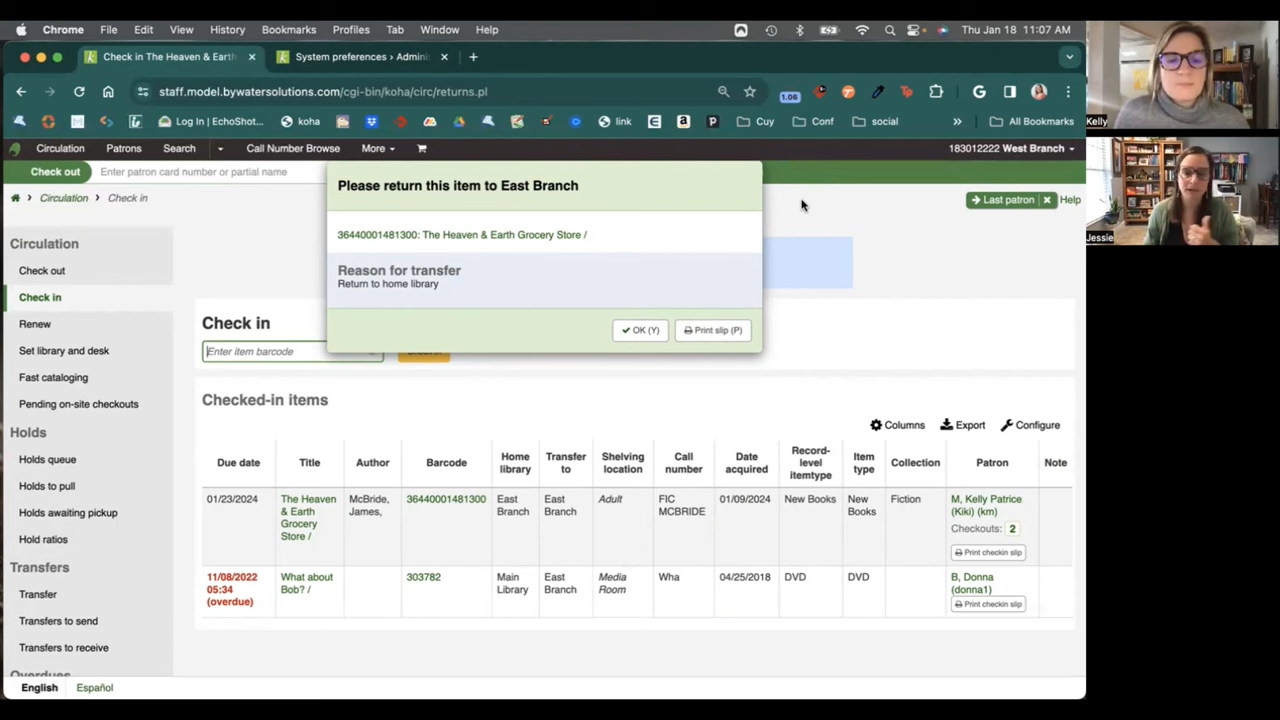 Chrome File Edit View History Bookmarks Profiles Tab Window Help Thu Jan 18 11:07 AM
Check in The Heaven & Earth
System preferences › Admini
staff.model.bywatersolutions.com/cgi-bin/koha/circ/returns.pl
1.06
Log In | EchoShot...
koha
link
Cuy
Conf
social
»
All Bookmarks
Circulation Patrons Search Call Number Browse More 183012222 West Branch
Check out Enter patron card number or partial name
Circulation Check in
Last patron
Help
Please return this item to East Branch
36440001481300: The Heaven & Earth Grocery Store /
Reason for transfer
Return to home library
OK (Y) Print slip (P)
Circulation
Check out
Check in
Renew
Set library and desk
Fast cataloging
Pending on-site checkouts
Holds
Holds queue
Holds to pull
Holds awaiting pickup
Hold ratios
Transfers
Transfer
Transfers to send
Transfers to receive
Overdues
Check in
Enter item barcode
Checked-in items
Columns Export Configure
Due date Title Author Barcode Home library Transfer to Shelving location Call number Date acquired Record-level itemtype Item type Collection Patron Note
01/23/2024 The Heaven & Earth Grocery Store / McBride, James, 36440001481300 East Branch East Branch Adult FIC MCBRIDE 01/09/2024 New Books New Books Fiction M, Kelly Patrice (Kiki) (km)
Checkouts: 2
Print checkin slip
11/08/2022 05:34 (overdue) What about Bob? / 303782 Main Library East Branch Media Room Wha 04/25/2018 DVD DVD B, Donna (donna1)
Print checkin slip
English Español
Kelly
Jessie